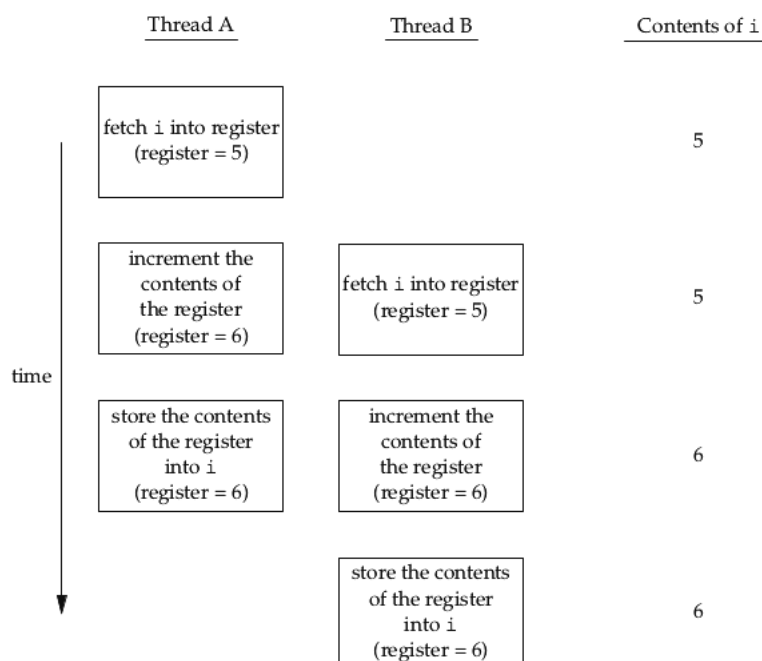 Thread A
Thread B
Contents of i
fetch i into register
(register = 5)
5
increment the
contents of
the register
(register = 6)
fetch i into register
(register = 5)
5
time
store the contents
of the register
into i
(register = 6)
increment the
contents of
the register
(register = 6)
6
store the contents
of the register
into i
(register = 6)
6